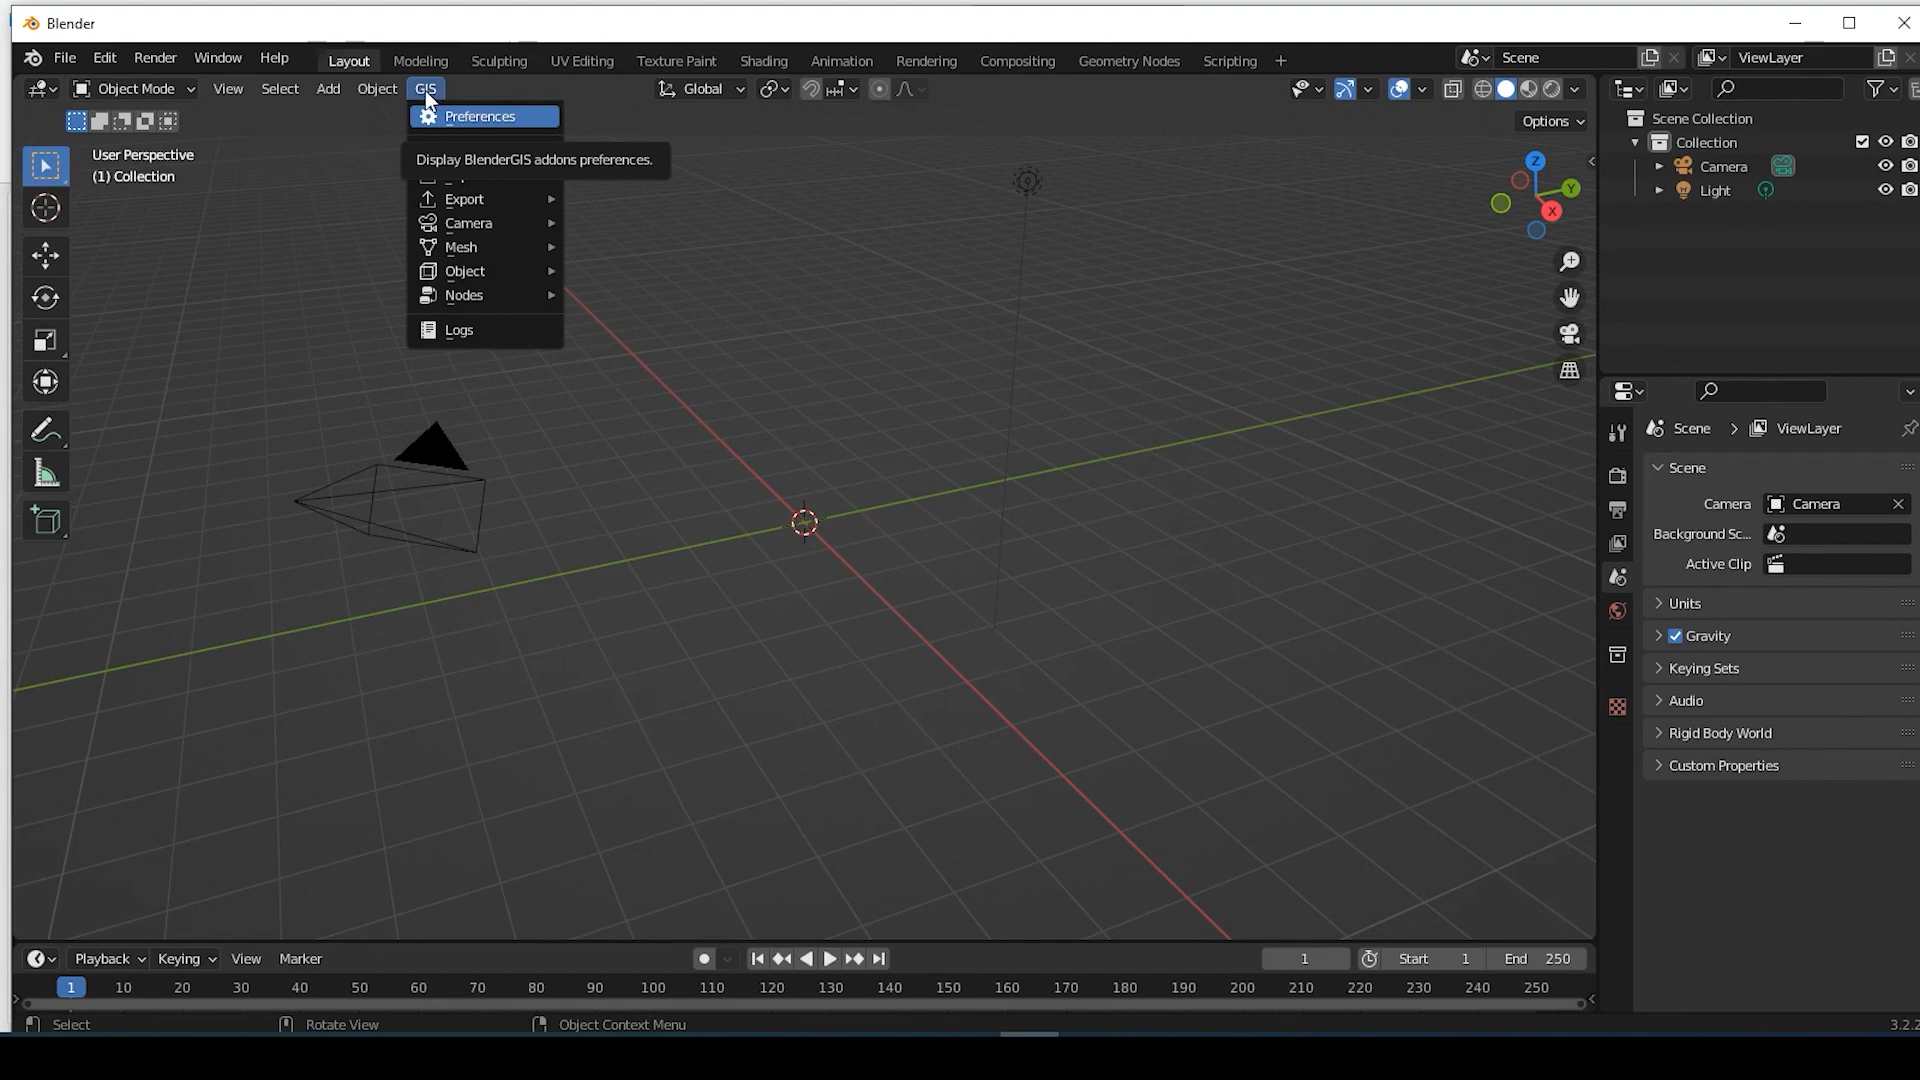 Blender
File Edit Render Window Help Layout Modeling Sculpting UV Editing Texture Paint Shading Animation Rendering Compositing Geometry Nodes Scripting + Scene ViewLayer
Object Mode View Select Add Object GIS Global
Options
Preferences
Display BlenderGIS addons preferences.
Export
Camera
Mesh
Object
Nodes
Logs
User Perspective
(1) Collection
Z
Y
X
Scene Collection
Collection
Camera
Light
Scene > ViewLayer
Scene
Camera Camera
Background Sc...
Active Clip
Units
Gravity
Keying Sets
Audio
Rigid Body World
Custom Properties
Playback Keying View Marker 1 Start 1 End 250
1 10 20 30 40 50 60 70 80 90 100 110 120 130 140 150 160 170 180 190 200 210 220 230 240 250
Select Rotate View Object Context Menu 3.2.2